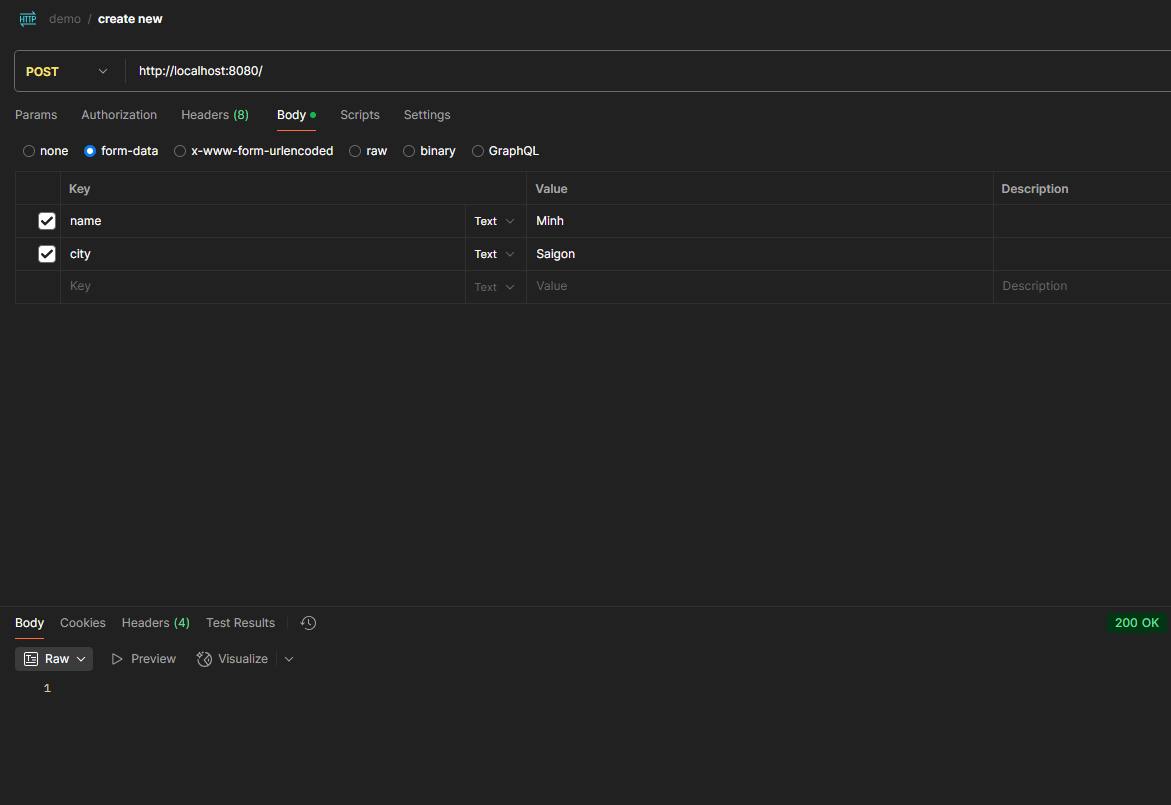 HTTP demo / create new
POST http://localhost:8080/
Params Authorization Headers (8) Body Scripts Settings
none form-data x-www-form-urlencoded raw binary GraphQL
Key Value Description
name Text Minh
city Text Saigon
Key Text Value Description
Body Cookies Headers (4) Test Results 200 OK
Raw Preview Visualize
1